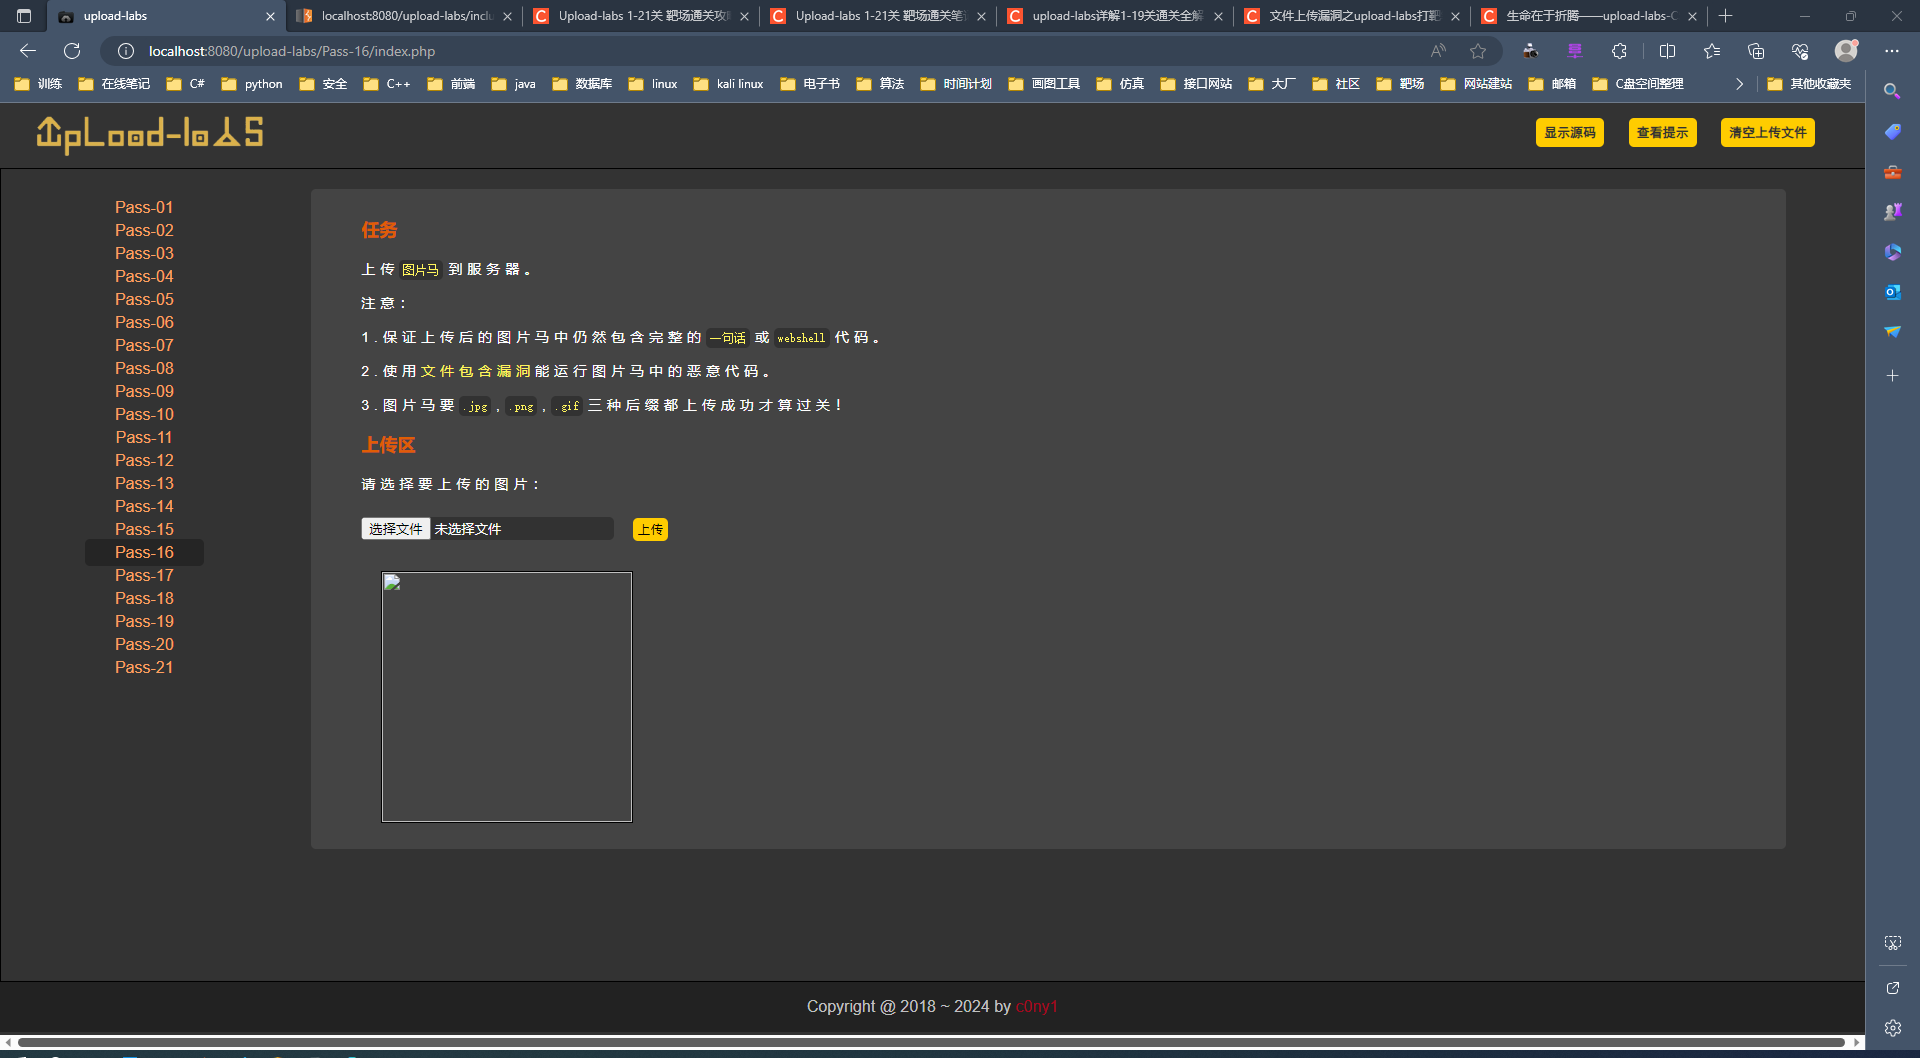 upload-labs
localhost:8080/upload-labs/inclu
Upload-labs 1-21关 靶场通关攻
Upload-labs 1-21关 靶场通关笔
upload-labs详解1-19关通关全解
文件上传漏洞之upload-labs打靶
生命在于折腾——upload-labs-C
localhost:8080/upload-labs/Pass-16/index.php
训练 在线笔记 C# python 安全 C++ 前端 java 数据库 linux kali linux 电子书 算法 时间计划 画图工具 仿真 接口网站 大厂 社区 靶场 网站建站 邮箱 C盘空间整理 其他收藏夹
UpLoad-labs
显示源码 查看提示 清空上传文件
Pass-01
Pass-02
Pass-03
Pass-04
Pass-05
Pass-06
Pass-07
Pass-08
Pass-09
Pass-10
Pass-11
Pass-12
Pass-13
Pass-14
Pass-15
Pass-16
Pass-17
Pass-18
Pass-19
Pass-20
Pass-21
任务
上传图片马到服务器。
注意：
1.保证上传后的图片马中仍然包含完整的一句话或webshell代码。
2.使用文件包含漏洞能运行图片马中的恶意代码。
3.图片马要.jpg,.png,.gif三种后缀都上传成功才算过关！
上传区
请选择要上传的图片：
选择文件 未选择文件 上传
Copyright @ 2018 ~ 2024 by c0ny1